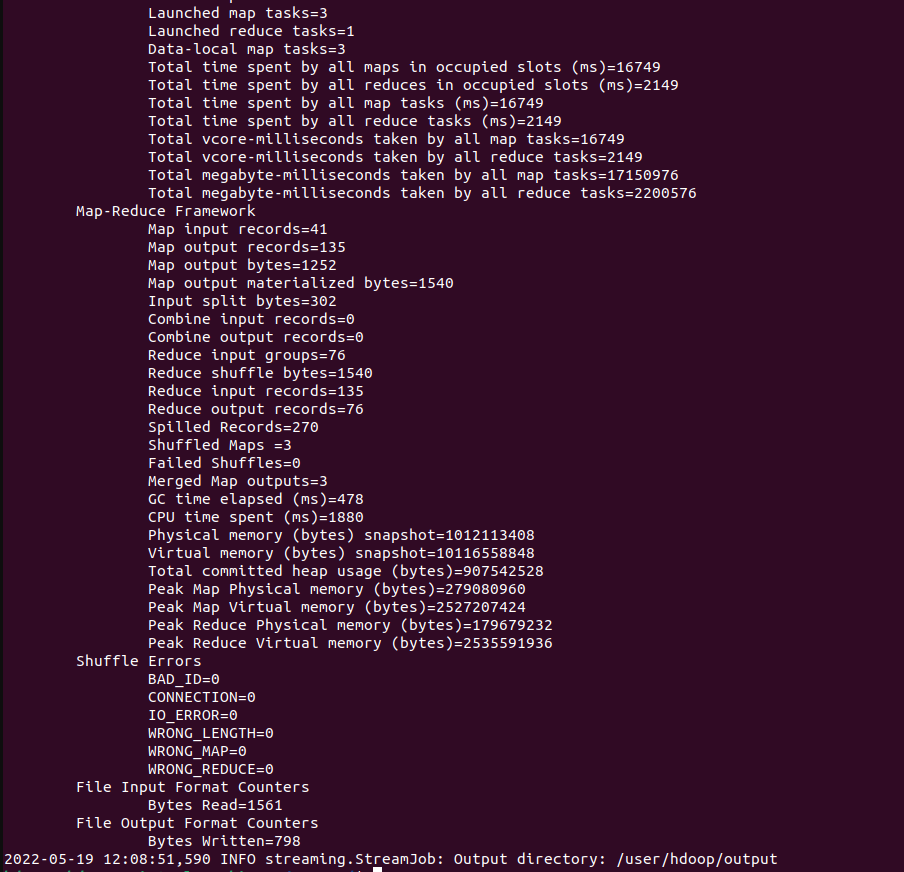 Launched map tasks=3
Launched reduce tasks=1
Data-local map tasks=3
Total time spent by all maps in occupied slots (ms)=16749
Total time spent by all reduces in occupied slots (ms)=2149
Total time spent by all map tasks (ms)=16749
Total time spent by all reduce tasks (ms)=2149
Total vcore-milliseconds taken by all map tasks=16749
Total vcore-milliseconds taken by all reduce tasks=2149
Total megabyte-milliseconds taken by all map tasks=17150976
Total megabyte-milliseconds taken by all reduce tasks=2200576
Map-Reduce Framework
Map input records=41
Map output records=135
Map output bytes=1252
Map output materialized bytes=1540
Input split bytes=302
Combine input records=0
Combine output records=0
Reduce input groups=76
Reduce shuffle bytes=1540
Reduce input records=135
Reduce output records=76
Spilled Records=270
Shuffled Maps =3
Failed Shuffles=0
Merged Map outputs=3
GC time elapsed (ms)=478
CPU time spent (ms)=1880
Physical memory (bytes) snapshot=1012113408
Virtual memory (bytes) snapshot=10116558848
Total committed heap usage (bytes)=907542528
Peak Map Physical memory (bytes)=279080960
Peak Map Virtual memory (bytes)=2527207424
Peak Reduce Physical memory (bytes)=179679232
Peak Reduce Virtual memory (bytes)=2535591936
Shuffle Errors
BAD_ID=0
CONNECTION=0
IO_ERROR=0
WRONG_LENGTH=0
WRONG_MAP=0
WRONG_REDUCE=0
File Input Format Counters
Bytes Read=1561
File Output Format Counters
Bytes Written=798
2022-05-19 12:08:51,590 INFO streaming.StreamJob: Output directory: /user/hdoop/output